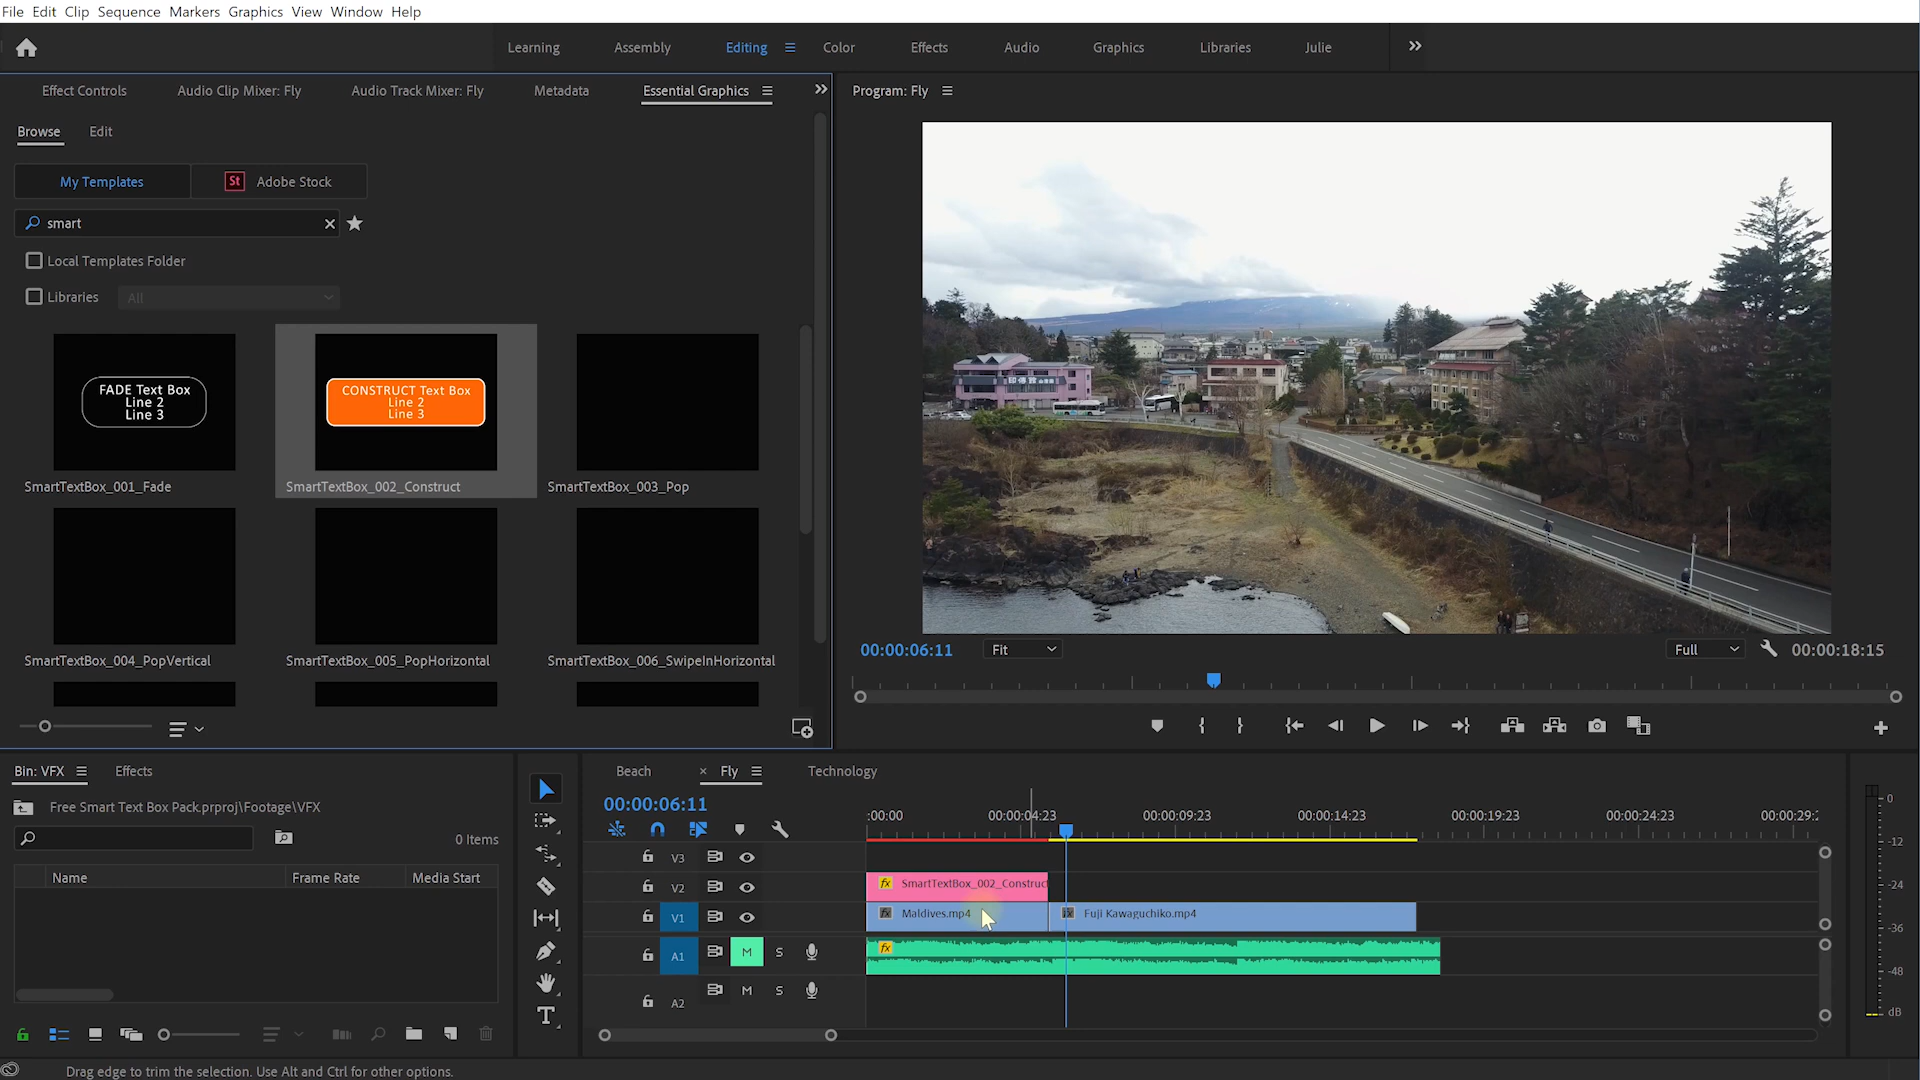 File Edit Clip Sequence Markers Graphics View Window Help
Learning Assembly Editing Color Effects Audio Graphics Libraries Julie
Effect Controls Audio Clip Mixer: Fly Audio Track Mixer: Fly Metadata Essential Graphics
Program: Fly
Browse Edit
My Templates St Adobe Stock
smart
Local Templates Folder
Libraries All
FADE Text Box
Line 2
Line 3
CONSTRUCT Text Box
Line 2
Line 3
SmartTextBox_001_Fade SmartTextBox_002_Construct SmartTextBox_003_Pop
SmartTextBox_004_PopVertical SmartTextBox_005_PopHorizontal SmartTextBox_006_SwipeInHorizontal
00:00:06:11 Fit Full 00:00:18:15
Bin: VFX Effects
Free Smart Text Box Pack.prproj\Footage\VFX
0 Items
Name Frame Rate Media Start
Beach × Fly Technology
00:00:06:11
:00:00 00:00:04:23 00:00:09:23 00:00:14:23 00:00:19:23 00:00:24:23 00:00:29:2
V3
V2 fx SmartTextBox_002_Construct
V1 fx Maldives.mp4 fx Fuji Kawaguchiko.mp4
A1 M S fx
A2 M S
0
-12
-24
-36
-48
dB
Drag edge to trim the selection. Use Alt and Ctrl for other options.